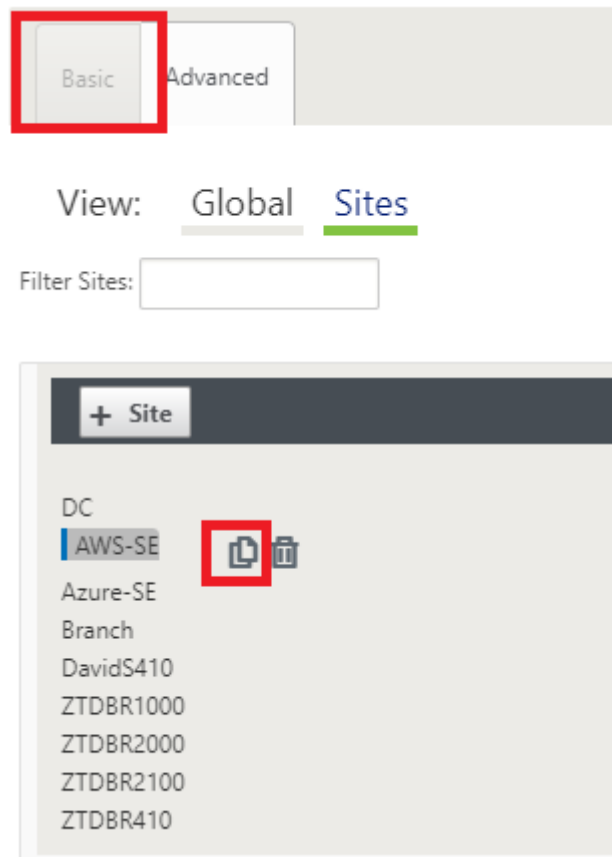 Basic Advanced
View: Global Sites
Filter Sites:
+ Site
DC
AWS-SE
Azure-SE
Branch
DavidS410
ZTDBR1000
ZTDBR2000
ZTDBR2100
ZTDBR410